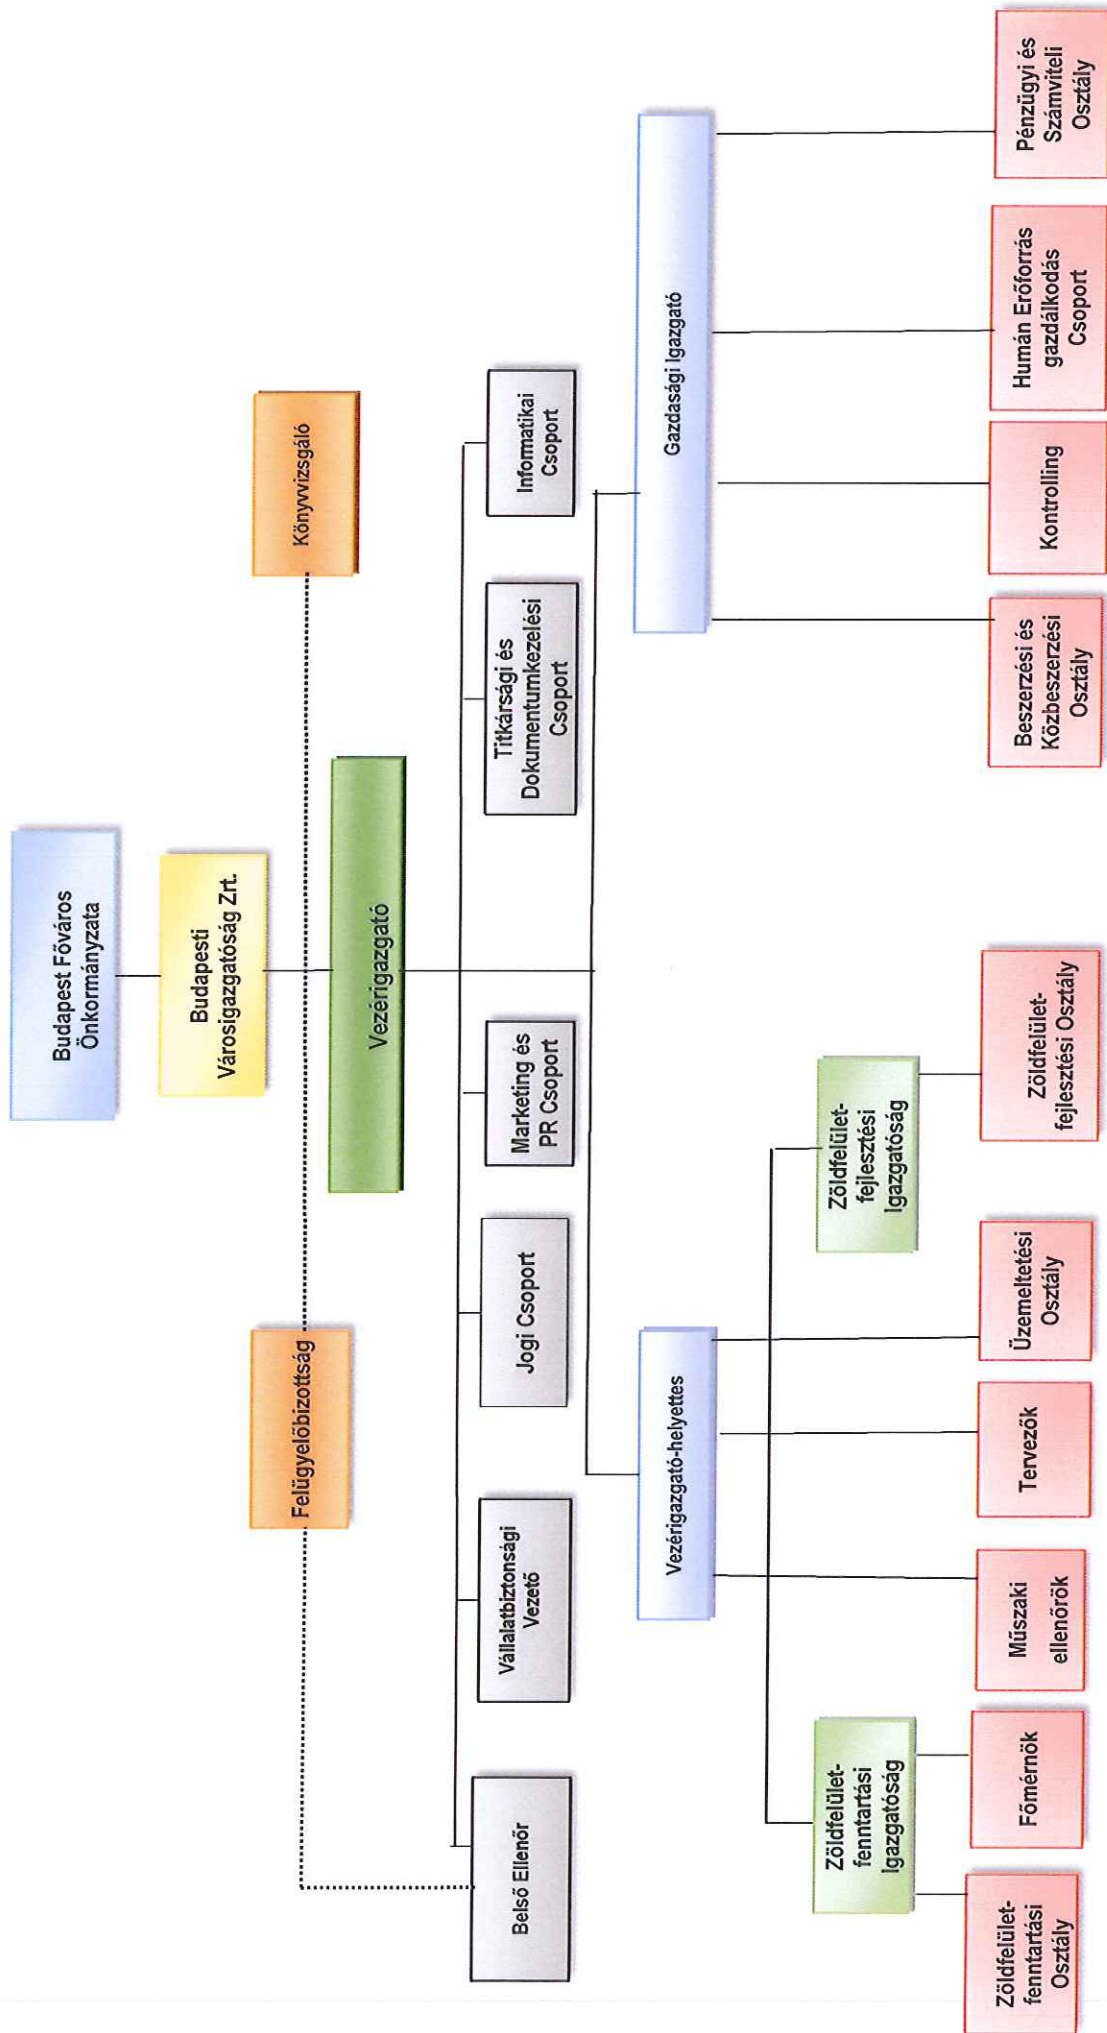 Budapest Főváros
Önkormányzata
Budapesti
Városigazgatóság Zrt.
Felügyelőbizottság
Könyvvizsgáló
Vezérigazgató
Belső Ellenőr
Vállalatbiztonsági
Vezető
Jogi Csoport
Marketing és
PR Csoport
Titkársági és
Dokumentumkezelési
Csoport
Informatikai
Csoport
Vezérigazgató-helyettes
Gazdasági Igazgató
Zöldfelület-
fenntartási
Igazgatóság
Zöldfelület-
fejlesztési
Igazgatóság
Zöldfelület-
fenntartási
Osztály
Főmérnök
Műszaki
ellenőrök
Tervezők
Üzemeltetési
Osztály
Zöldfelület-
fejlesztési Osztály
Beszerzési és
Közbeszerzési
Osztály
Kontrolling
Humán Erőforrás
gazdálkodás
Csoport
Pénzügyi és
Számviteli
Osztály